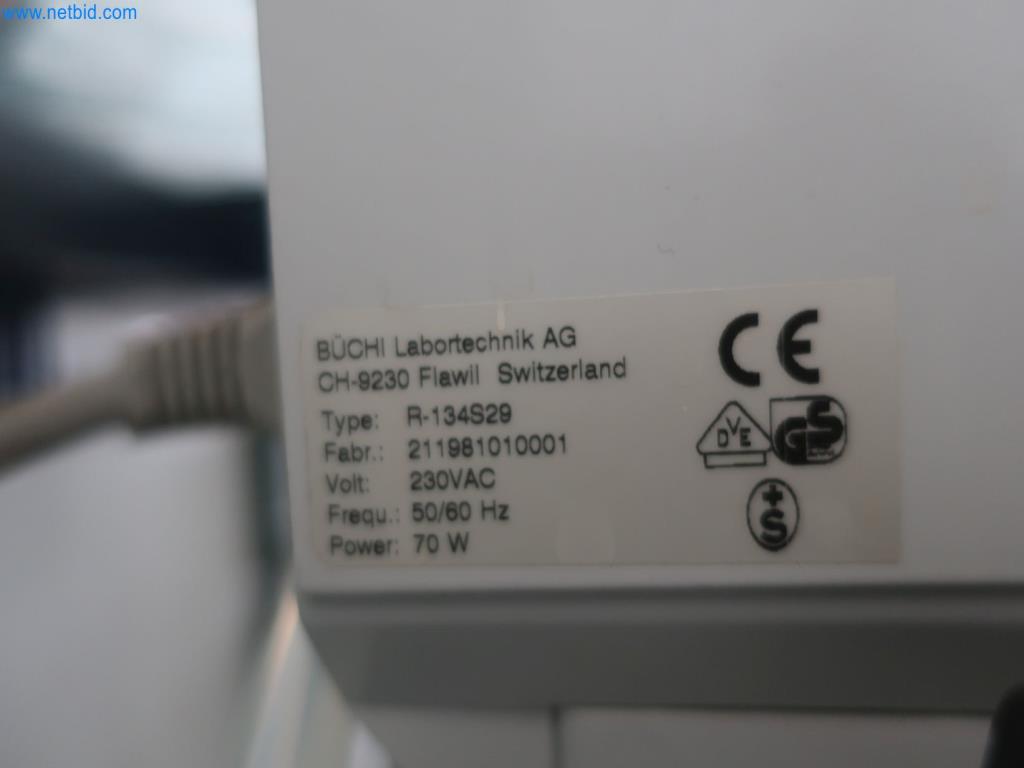 www.netbid.com
BÜCHI Labortechnik AG
CH-9230 Flawil Switzerland
Type: R-134S29
Fabr.: 211981010001
Volt: 230VAC
Frequ.: 50/60 Hz
Power: 70 W
CE
DVE
GS
+S